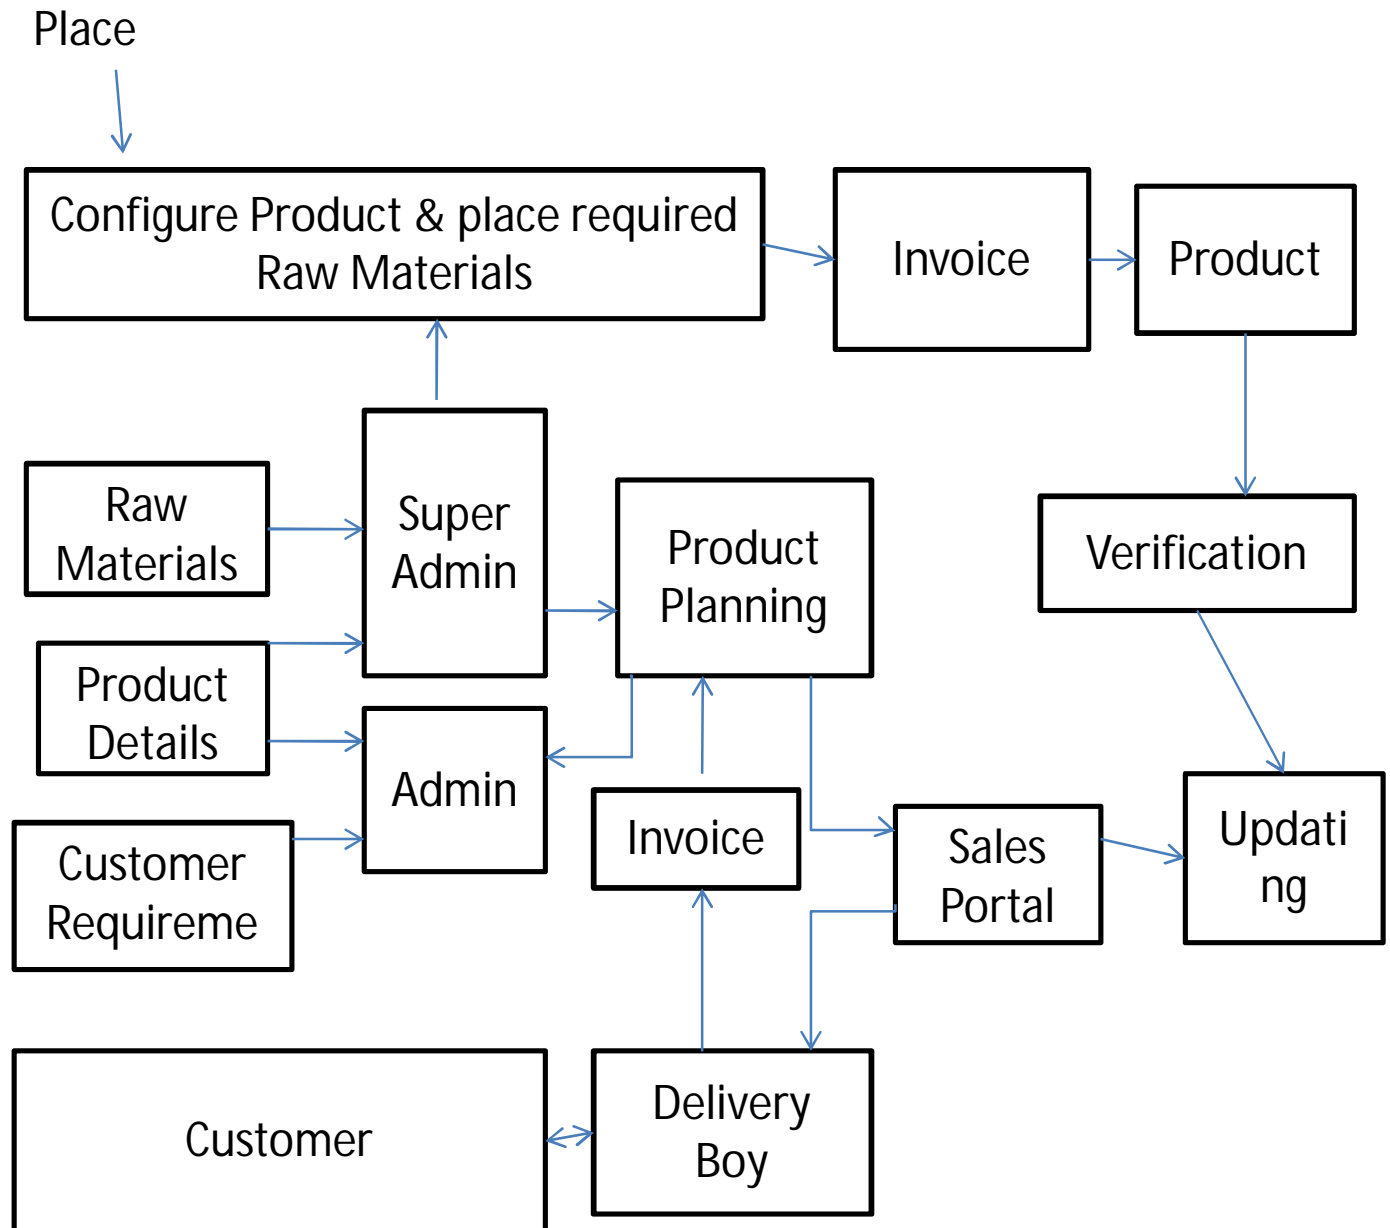 Place
Configure Product & place required
Raw Materials
Invoice
Product
Raw
Materials
Super
Admin
Product
Planning
Verification
Product
Details
Admin
Customer
Requireme
Invoice
Sales
Portal
Updati
ng
Customer
Delivery
Boy